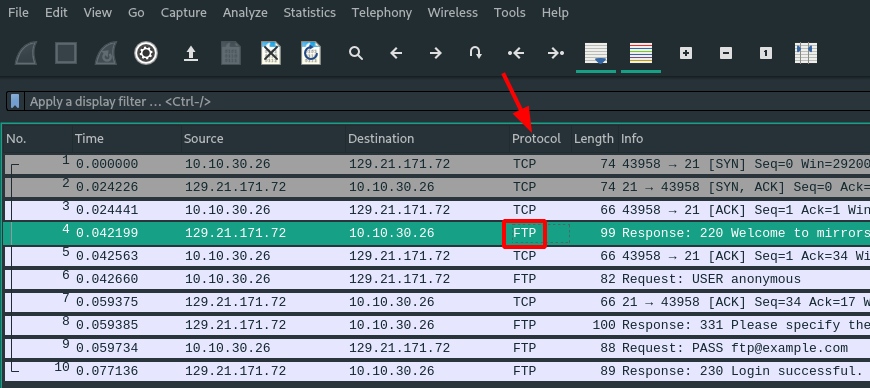 File Edit View Go Capture Analyze Statistics Telephony Wireless Tools Help
1
Apply a display filter … <Ctrl-/>
No. Time Source Destination Protocol Length Info
1 0.000000 10.10.30.26 129.21.171.72 TCP 74 43958 → 21 [SYN] Seq=0 Win=29200
2 0.024226 129.21.171.72 10.10.30.26 TCP 74 21 → 43958 [SYN, ACK] Seq=0 Ack=
3 0.024441 10.10.30.26 129.21.171.72 TCP 66 43958 → 21 [ACK] Seq=1 Ack=1 Win
4 0.042199 129.21.171.72 10.10.30.26 FTP 99 Response: 220 Welcome to mirrors
5 0.042563 10.10.30.26 129.21.171.72 TCP 66 43958 → 21 [ACK] Seq=1 Ack=34 Wi
6 0.042660 129.21.171.72 10.10.30.26 FTP 82 Request: USER anonymous
7 0.059375 10.10.30.26 129.21.171.72 TCP 66 21 → 43958 [ACK] Seq=34 Ack=17 W
8 0.059385 129.21.171.72 10.10.30.26 FTP 100 Response: 331 Please specify the
9 0.059734 10.10.30.26 129.21.171.72 FTP 88 Request: PASS ftp@example.com
10 0.077136 129.21.171.72 10.10.30.26 FTP 89 Response: 230 Login successful.